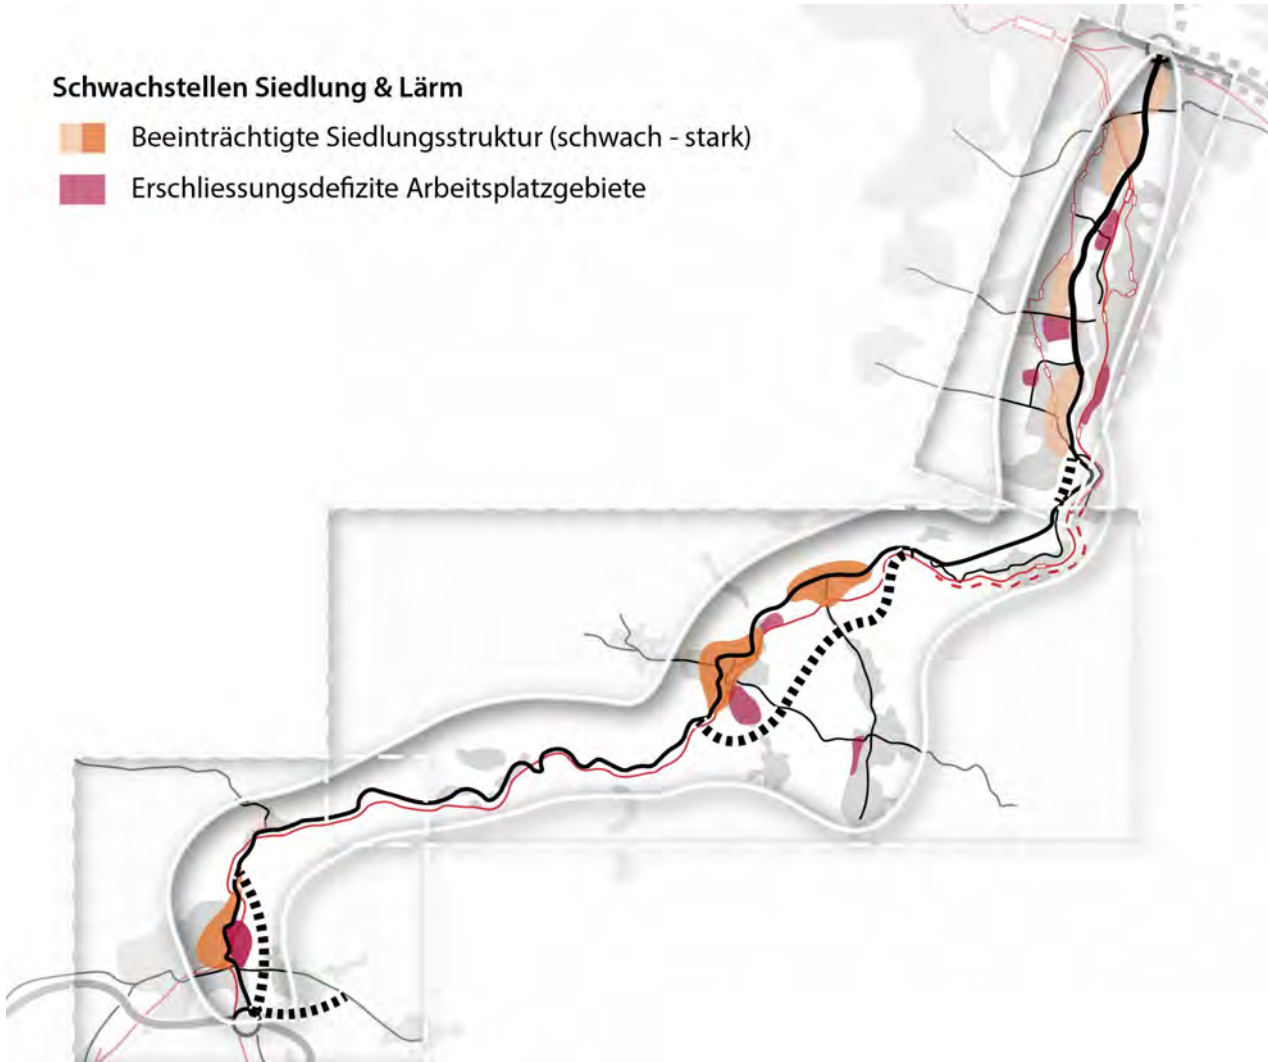 Schwachstellen Siedlung & Lärm
Beeinträchtigte Siedlungsstruktur (schwach - stark)
Erschliessungsdefizite Arbeitsplatzgebiete